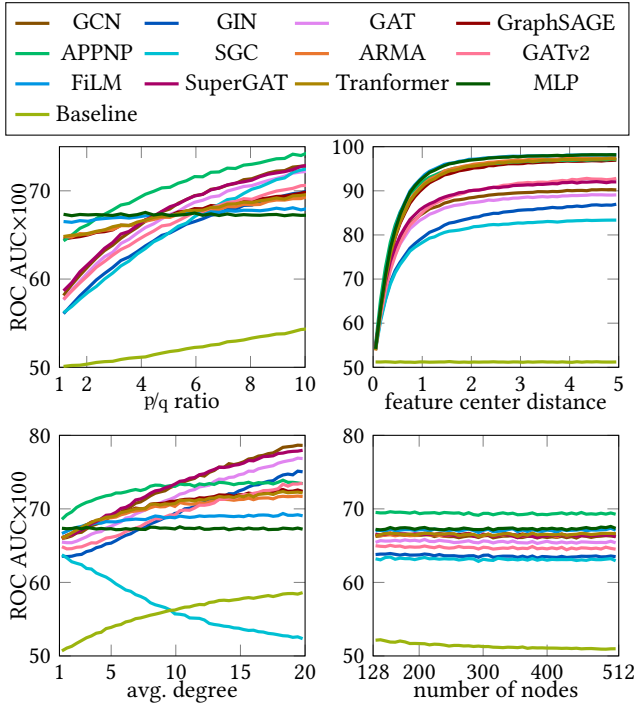 GCN GIN GAT GraphSAGE
APPNP SGC ARMA GATv2
FiLM SuperGAT Tranformer MLP
Baseline
ROC AUC×100
70
60
50
1 2 4 6 8 10
p/q ratio
100
90
80
70
60
50
0 1 2 3 4 5
feature center distance
ROC AUC×100
80
70
60
50
1 5 10 15 20
avg. degree
80
70
60
50
128 200 300 400 512
number of nodes